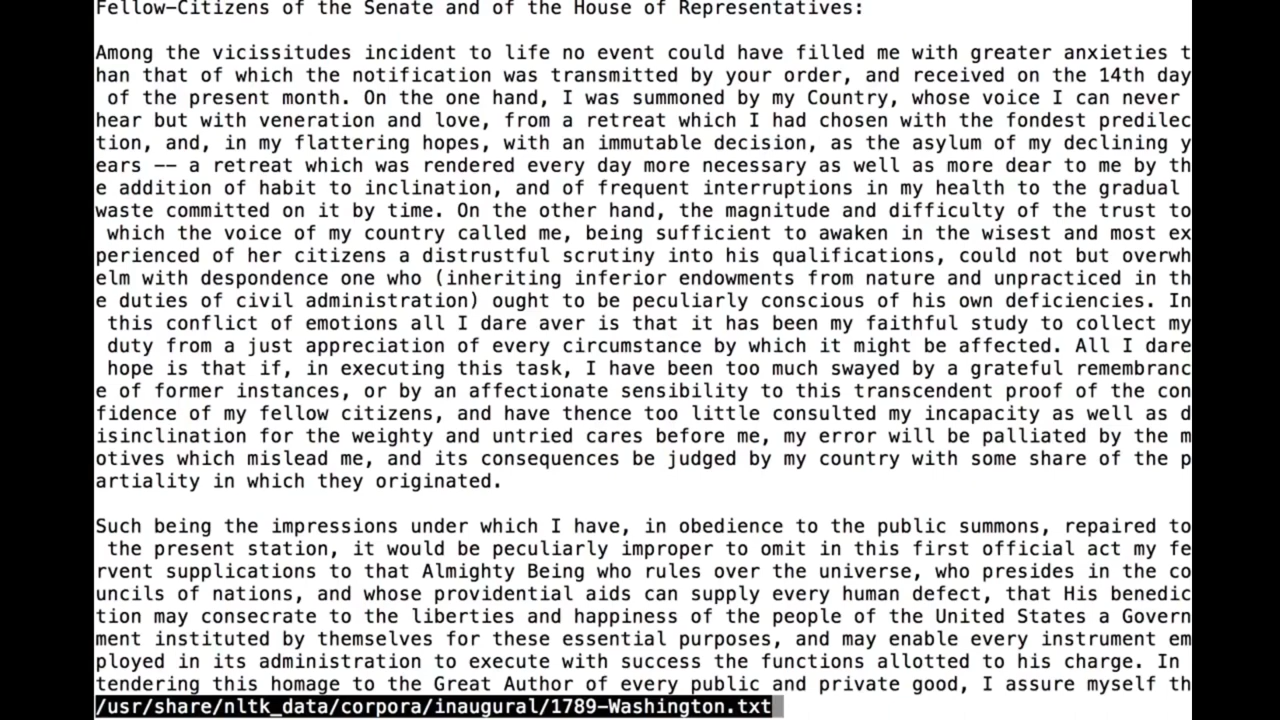 Fellow-Citizens of the Senate and of the House of Representatives:
Among the vicissitudes incident to life no event could have filled me with greater anxieties t
han that of which the notification was transmitted by your order, and received on the 14th day
 of the present month. On the one hand, I was summoned by my Country, whose voice I can never
hear but with veneration and love, from a retreat which I had chosen with the fondest predilec
tion, and, in my flattering hopes, with an immutable decision, as the asylum of my declining y
ears -- a retreat which was rendered every day more necessary as well as more dear to me by th
e addition of habit to inclination, and of frequent interruptions in my health to the gradual
waste committed on it by time. On the other hand, the magnitude and difficulty of the trust to
 which the voice of my country called me, being sufficient to awaken in the wisest and most ex
perienced of her citizens a distrustful scrutiny into his qualifications, could not but overwh
elm with despondence one who (inheriting inferior endowments from nature and unpracticed in th
e duties of civil administration) ought to be peculiarly conscious of his own deficiencies. In
 this conflict of emotions all I dare aver is that it has been my faithful study to collect my
 duty from a just appreciation of every circumstance by which it might be affected. All I dare
 hope is that if, in executing this task, I have been too much swayed by a grateful remembranc
e of former instances, or by an affectionate sensibility to this transcendent proof of the con
fidence of my fellow citizens, and have thence too little consulted my incapacity as well as d
isinclination for the weighty and untried cares before me, my error will be palliated by the m
otives which mislead me, and its consequences be judged by my country with some share of the p
artiality in which they originated.
Such being the impressions under which I have, in obedience to the public summons, repaired to
 the present station, it would be peculiarly improper to omit in this first official act my fe
rvent supplications to that Almighty Being who rules over the universe, who presides in the co
uncils of nations, and whose providential aids can supply every human defect, that His benedic
tion may consecrate to the liberties and happiness of the people of the United States a Govern
ment instituted by themselves for these essential purposes, and may enable every instrument em
ployed in its administration to execute with success the functions allotted to his charge. In
tendering this homage to the Great Author of every public and private good, I assure myself th
/usr/share/nltk_data/corpora/inaugural/1789-Washington.txt